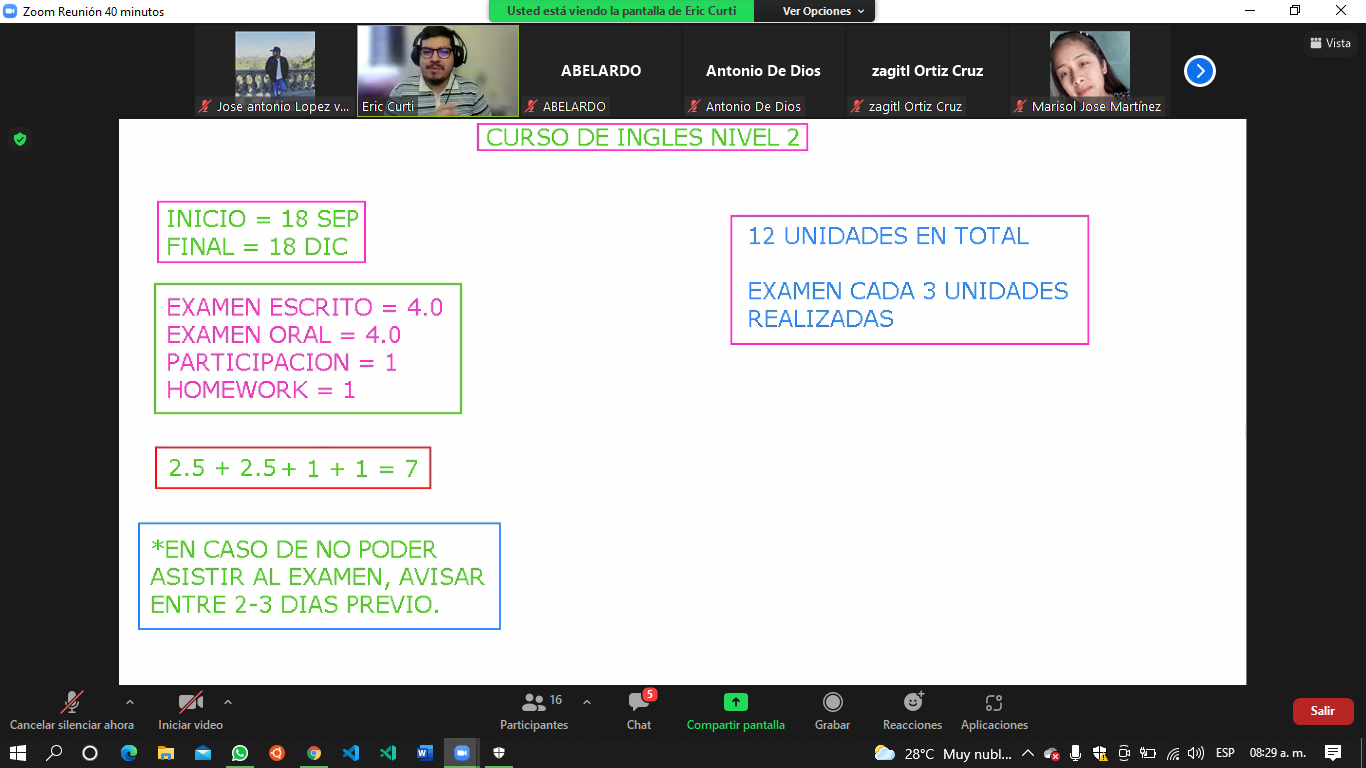 Zoom Reunión 40 minutos
Usted está viendo la pantalla de Eric Curti
Ver Opciones
Vista
ABELARDO
Antonio De Dios
zagitl Ortiz Cruz
Jose antonio Lopez v...
Eric Curti
ABELARDO
Antonio De Dios
zagitl Ortiz Cruz
Marisol Jose Martínez
CURSO DE INGLES NIVEL 2
INICIO = 18 SEP
FINAL = 18 DIC
EXAMEN ESCRITO = 4.0
EXAMEN ORAL = 4.0
PARTICIPACION = 1
HOMEWORK = 1
2.5 + 2.5 + 1 + 1 = 7
*EN CASO DE NO PODER
ASISTIR AL EXAMEN, AVISAR
ENTRE 2-3 DIAS PREVIO.
12 UNIDADES EN TOTAL
EXAMEN CADA 3 UNIDADES
REALIZADAS
Cancelar silenciar ahora
Iniciar video
16
Participantes
5
Chat
Compartir pantalla
Grabar
Reacciones
Aplicaciones
Salir
28°C Muy nubl...
ESP
08:29 a. m.